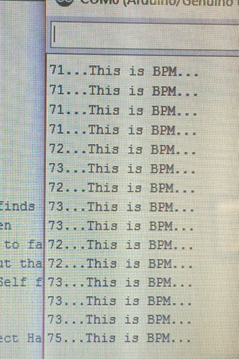 (Arduino/Genuino
71...This is BPM...
71...This is BPM...
71...This is BPM...
71...This is BPM...
72...This is BPM...
73...This is BPM...
72...This is BPM...
finds
73...This is BPM...
en
73...This is BPM...
to fa
72...This is BPM...
ut tha
72...This is BPM...
Self f
73...This is BPM...
73...This is BPM...
73...This is BPM...
ect Ha
75...This is BPM...